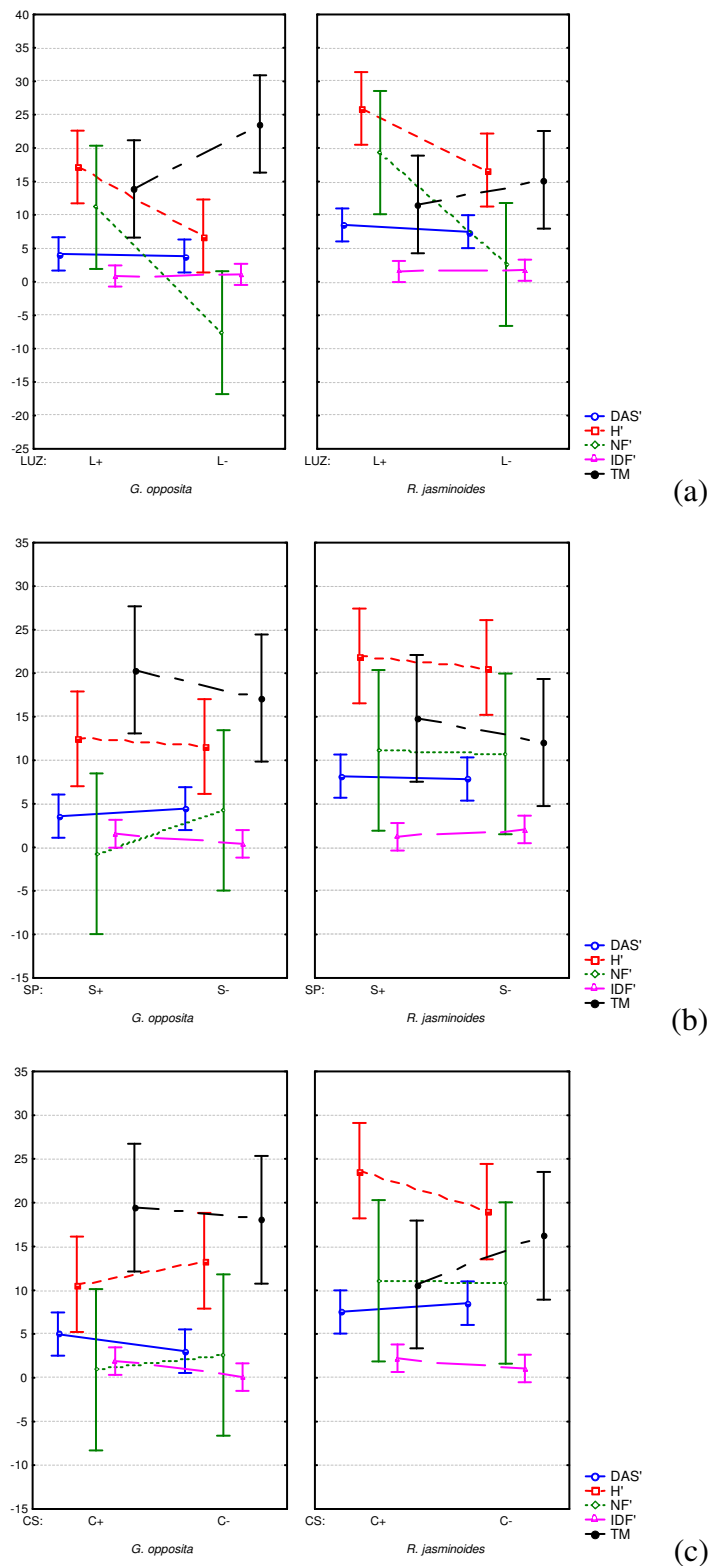 40
35
30
25
20
15
10
5
0
-5
-10
-15
-20
-25
LUZ: L+ L- LUZ: L+ L-
G. opposita R. jasminoides
DAS'
H'
NF'
IDF'
TM
(a)
35
30
25
20
15
10
5
0
-5
-10
-15
SP: S+ S- SP: S+ S-
G. opposita R. jasminoides
DAS'
H'
NF'
IDF'
TM
(b)
35
30
25
20
15
10
5
0
-5
-10
-15
CS: C+ C- CS: C+ C-
G. opposita R. jasminoides
DAS'
H'
NF'
IDF'
TM
(c)